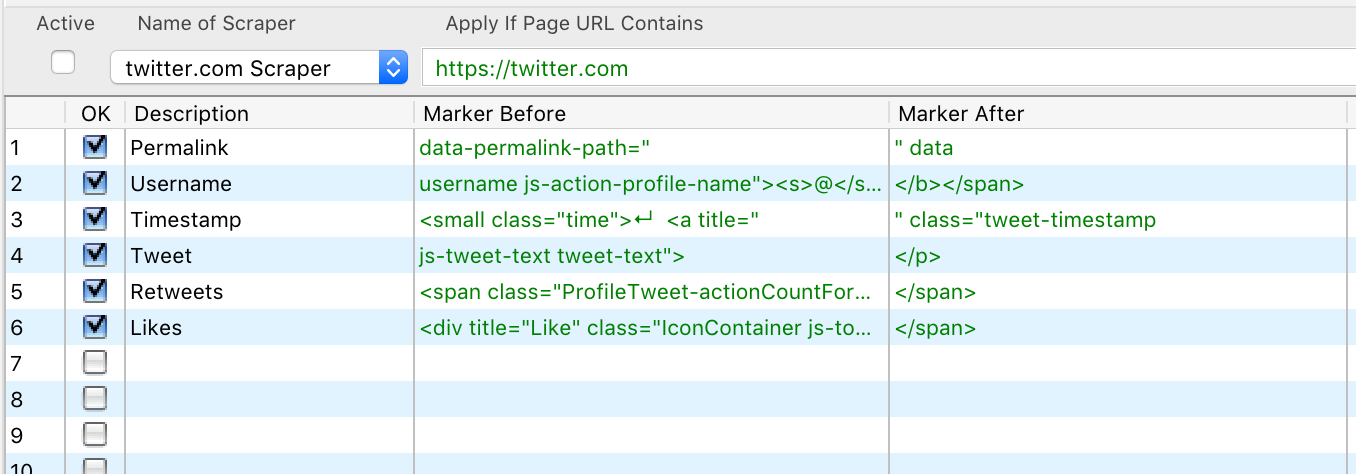 Active Name of Scraper Apply If Page URL Contains
twitter.com Scraper https://twitter.com
OK Description Marker Before Marker After
1 Permalink data-permalink-path=" " data
2 Username username js-action-profile-name"><s>@</s... </b></span>
3 Timestamp <small class="time">↵ <a title=" " class="tweet-timestamp
4 Tweet js-tweet-text tweet-text"> </p>
5 Retweets <span class="ProfileTweet-actionCountFor... </span>
6 Likes <div title="Like" class="IconContainer js-to... </span>
7
8
9
10